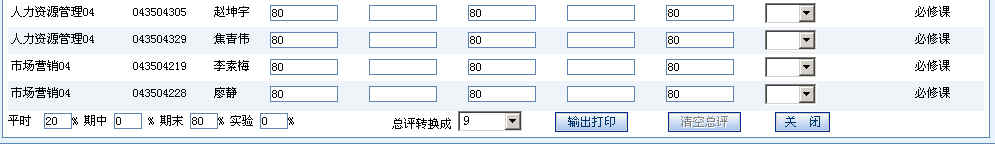 人力资源管理04 043504305 赵坤宇 80 80 80 必修课
人力资源管理04 043504329 焦青伟 80 80 80 必修课
市场营销04 043504219 李素梅 80 80 80 必修课
市场营销04 043504228 廖静 80 80 80 必修课
平时 20 % 期中 0 % 期末 80 % 实验 0 % 总评转换成 9 输出打印 清空总评 关 闭